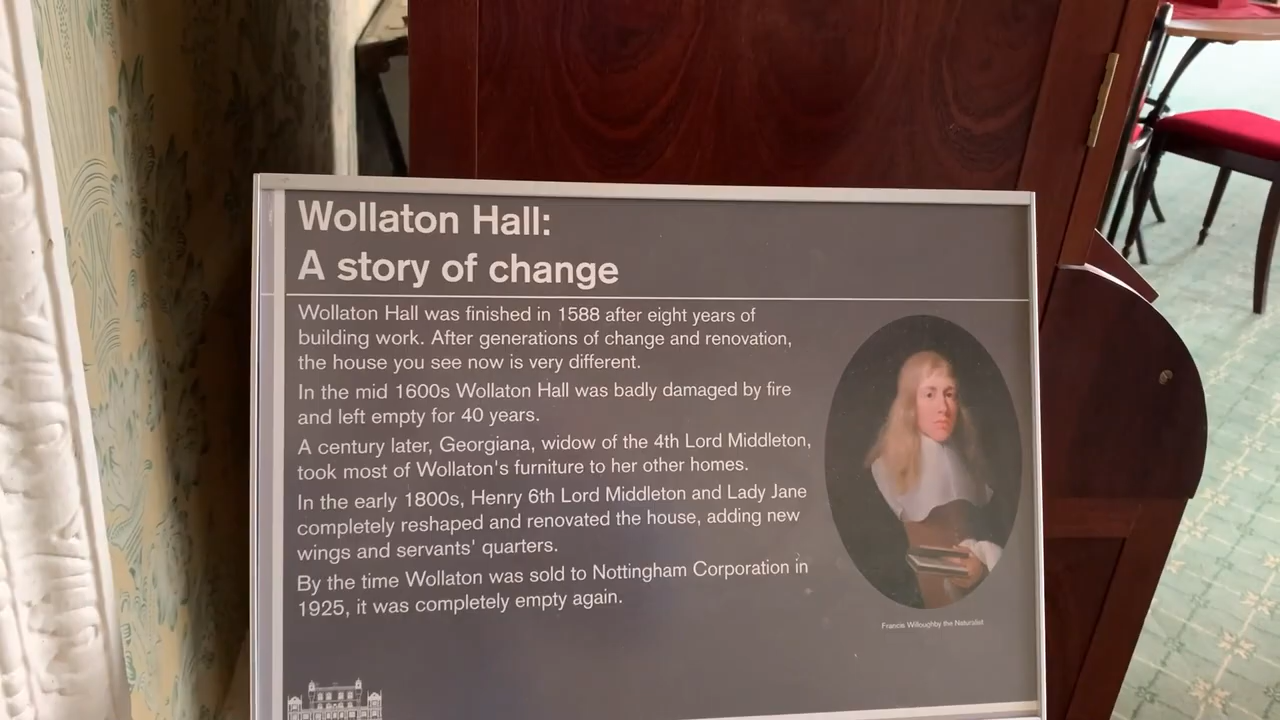 Wollaton Hall:
A story of change
Wollaton Hall was finished in 1588 after eight years of
building work. After generations of change and renovation,
the house you see now is very different.
In the mid 1600s Wollaton Hall was badly damaged by fire
and left empty for 40 years.
A century later, Georgiana, widow of the 4th Lord Middleton,
took most of Wollaton's furniture to her other homes.
In the early 1800s, Henry 6th Lord Middleton and Lady Jane
completely reshaped and renovated the house, adding new
wings and servants' quarters.
By the time Wollaton was sold to Nottingham Corporation in
1925, it was completely empty again.
Francis Willoughby the Naturalist